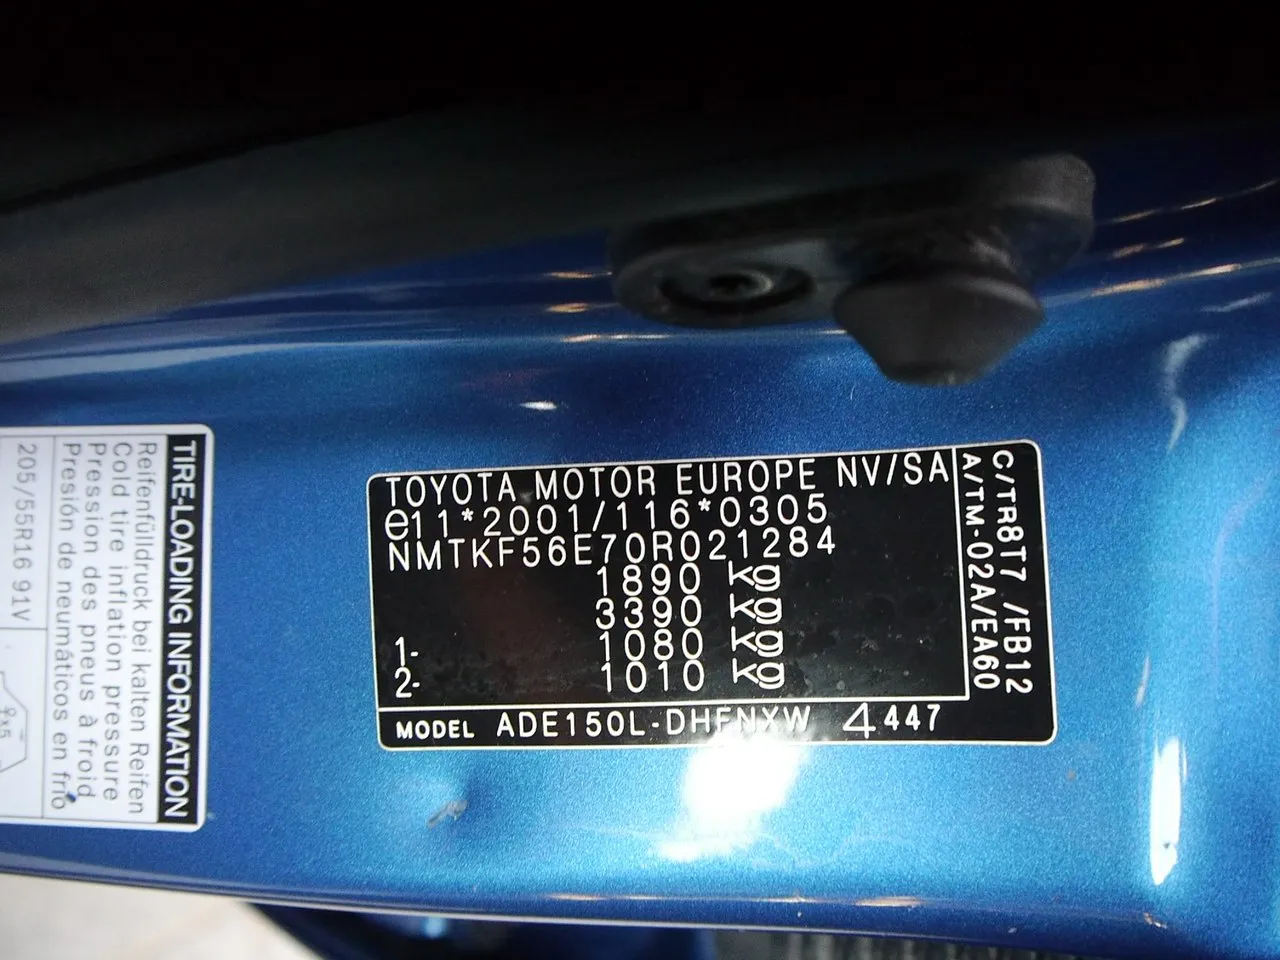 TIRE-LOADING INFORMATION
Reifenfülldruck bei kalten Reifen
Cold tire inflation pressure
Pression des pneus à froid
Presión de neumáticos en frío
205/55R16 91V
x5
TOYOTA MOTOR EUROPE NV/SA
e11*2001/116*0305
NMTKF56E70R021284
1890 kg
3390 kg
1- 1080 kg
2- 1010 kg
MODEL ADE150L-DHFNXW 4447
C/TR8T7 /FB12
A/TM-02A/EA60